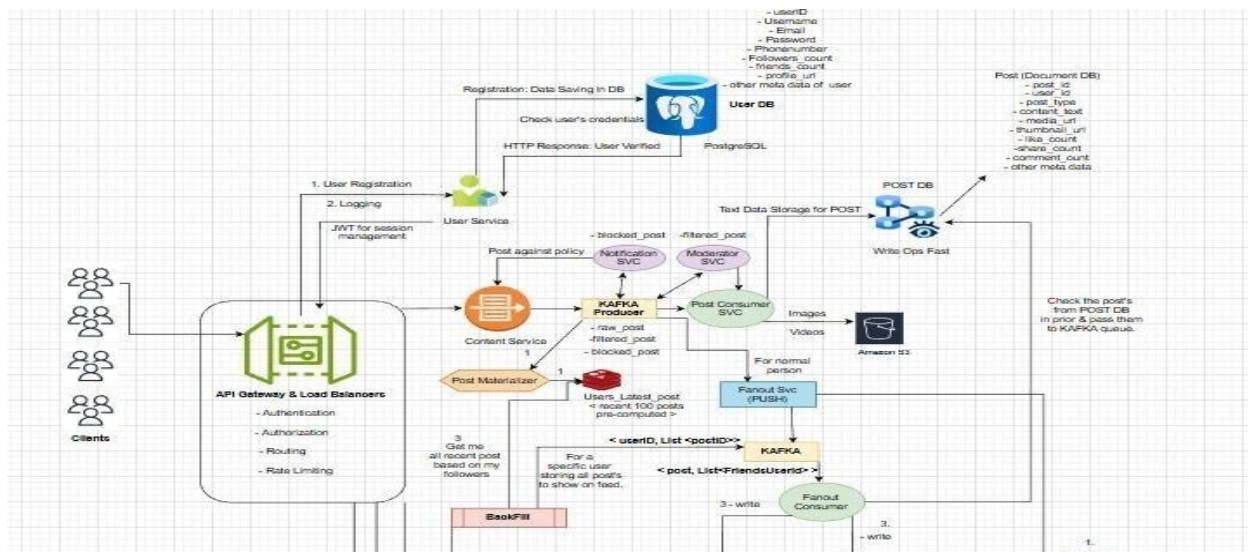 - userID
- Username
- Email
- Password
- Phonenumber
- Followers_count
- friends_count
- profile_url
- other meta data of user
Registration: Data Saving in DB
User DB
Check user's credentials
HTTP Response: User Verified
PostgreSQL
Post (Document DB)
- post_id
- user_id
- post_type
- content_text
- media_url
- thumbnail_url
- like_count
-share_count
- comment_ount
- other meta data
1. User Registration
2. Logging
User Service
JWT for session
management
POST DB
Text Data Storage for POST
Write Ops Fast
- blocked_post
-filtered_post
Post against policy
Notification
SVC
Moderator
SVC
Content Service
KAFKA
Producer
- raw_post
-filtered_post
- blocked_post
Post Consumer
SVC
Images
Videos
Amazon S3
Check the post's
from POST DB
in prior & pass them
to KAFKA queue.
1
Post Materializer
1
Users_Latest_post
< recent 100 posts
pre-computed >
For normal
person
Fanout Svc
(PUSH)
Clients
API Gateway & Load Balancers
- Authentication
- Authorization
- Routing
- Rate Limiting
3
Get me
all recent post
based on my
followers
For a
specific user
storing all post's
to show on feed.
< userID, List <postID>>
KAFKA
< post, List<FriendsUserId> >
BackFill
Fanout
Consumer
3 - write
3.
- write
1.